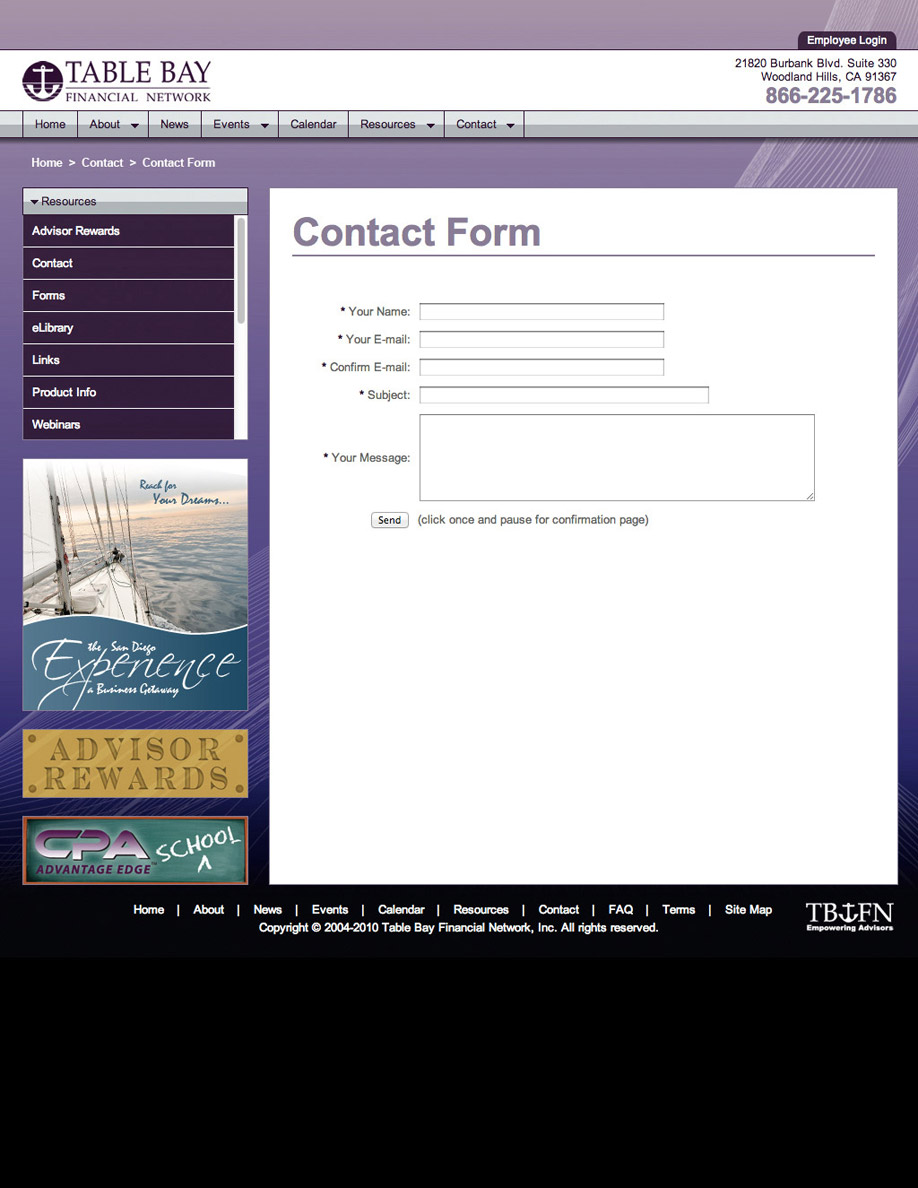 Employee Login
TABLE BAY
FINANCIAL NETWORK
21820 Burbank Blvd. Suite 330
Woodland Hills, CA 91367
866-225-1786
Home About News Events Calendar Resources Contact
Home > Contact > Contact Form
Resources
Advisor Rewards
Contact
Forms
eLibrary
Links
Product Info
Webinars
Reach for
Your Dreams...
the San Diego
Experience
a Business Getaway
ADVISOR
REWARDS
CPA SCHOOL
ADVANTAGE EDGE™
Contact Form
* Your Name:
* Your E-mail:
* Confirm E-mail:
* Subject:
* Your Message:
Send (click once and pause for confirmation page)
Home | About | News | Events | Calendar | Resources | Contact | FAQ | Terms | Site Map
Copyright © 2004-2010 Table Bay Financial Network, Inc. All rights reserved.
TBFN
Empowering Advisors